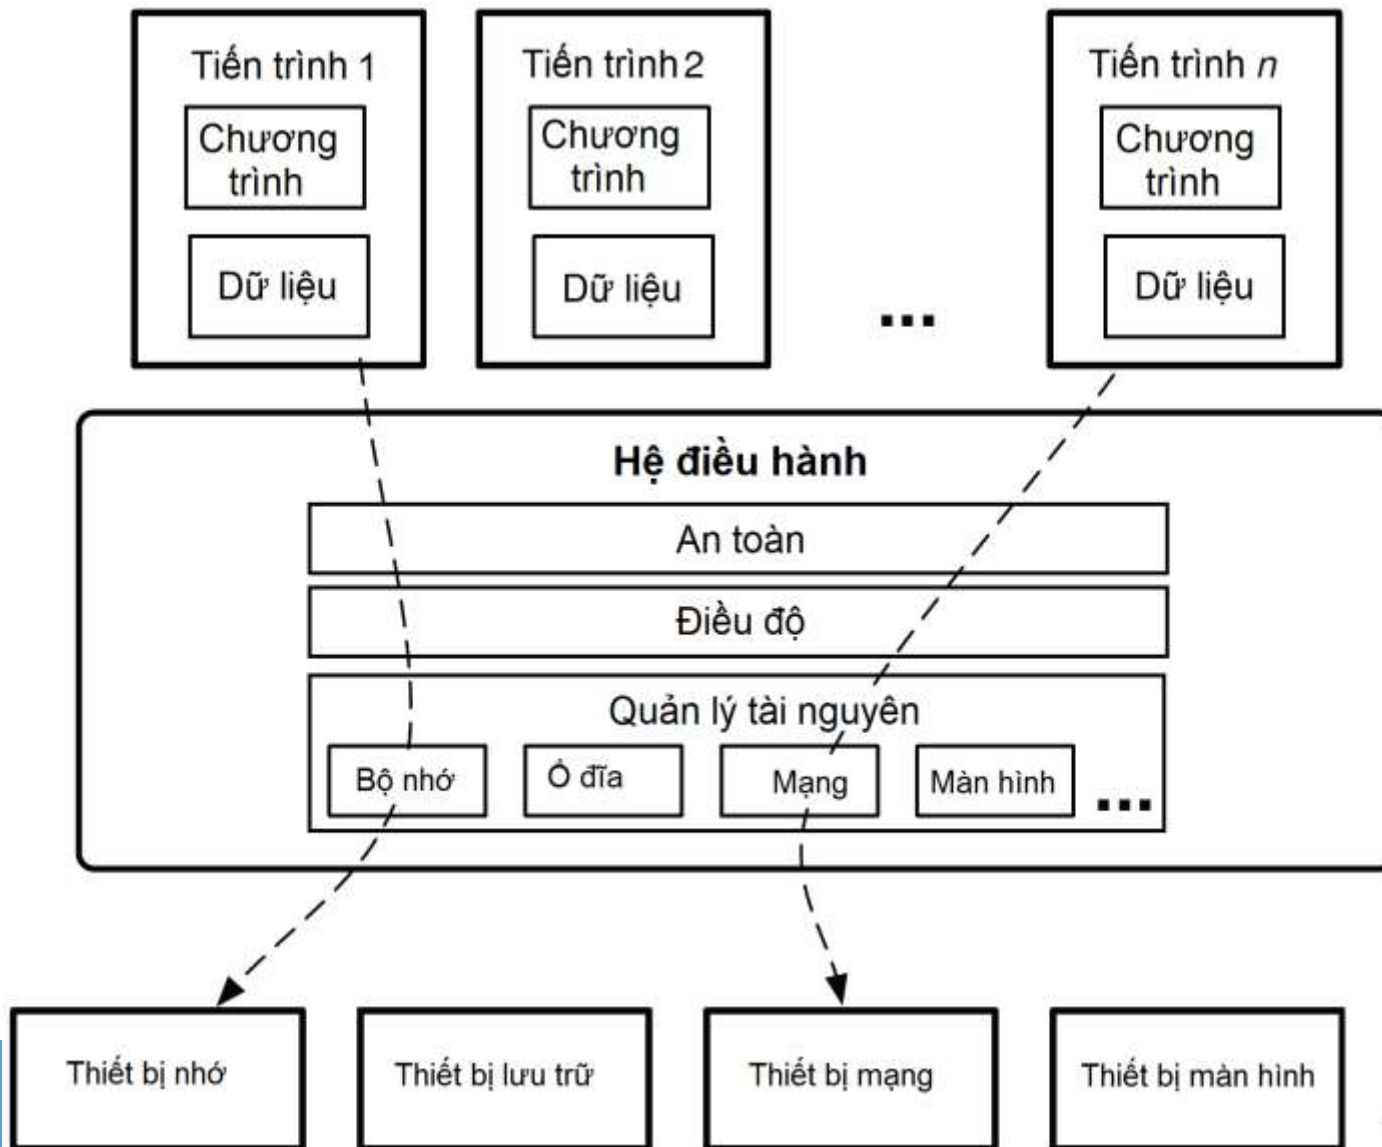 Tiến trình 1
Chương
trình
Dữ liệu
Tiến trình 2
Chương
trình
Dữ liệu
...
Tiến trình n
Chương
trình
Dữ liệu
Hệ điều hành
An toàn
Điều độ
Quản lý tài nguyên
Bộ nhớ
Ổ đĩa
Mạng
Màn hình
...
Thiết bị nhớ
Thiết bị lưu trữ
Thiết bị mạng
Thiết bị màn hình